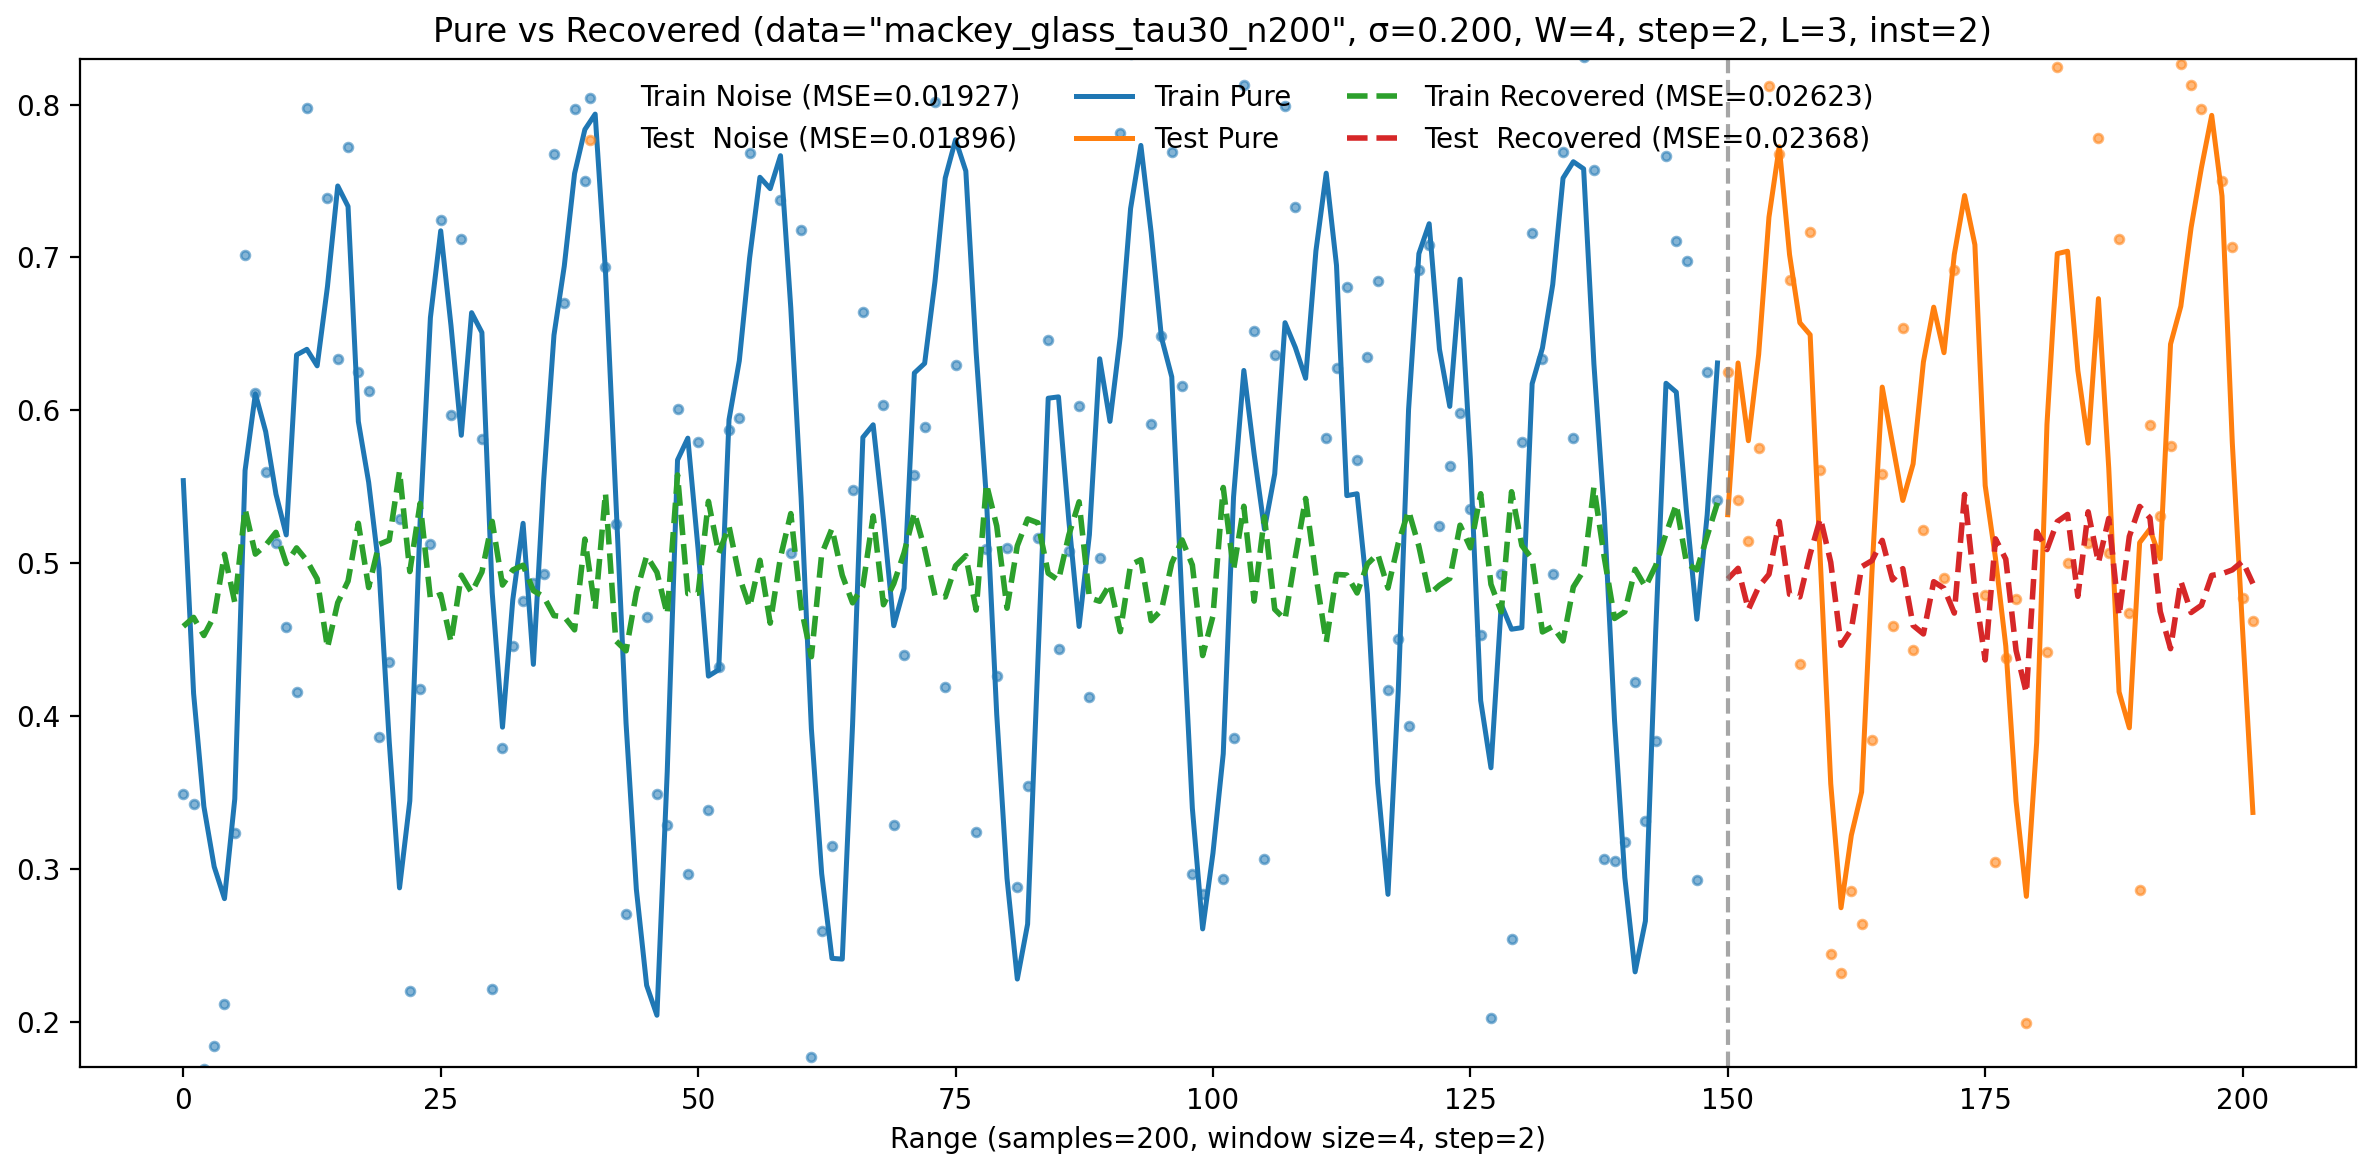 Pure vs Recovered (data="mackey_glass_tau30_n200", σ=0.200, W=4, step=2, L=3, inst=2)
Train Noise (MSE=0.01927) Train Pure Train Recovered (MSE=0.02623)
Test  Noise (MSE=0.01896) Test Pure Test  Recovered (MSE=0.02368)
0.8
0.7
0.6
0.5
0.4
0.3
0.2
0 25 50 75 100 125 150 175 200
Range (samples=200, window size=4, step=2)